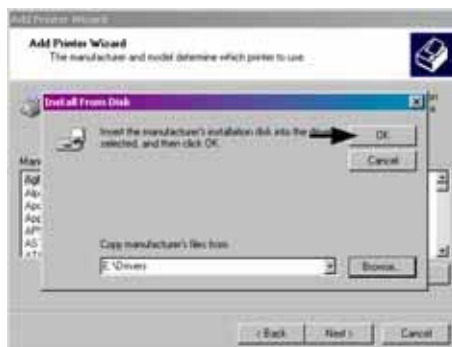 Add Printer Wizard
Add Printer Wizard
The manufacturer and model determine which printer to use.
Install From Disk
Insert the manufacturer's installation disk into the
selected, and then click OK.
OK
Cancel
Copy manufacturer's files from:
E:\Drivers
Browse...
< Back
Next >
Cancel